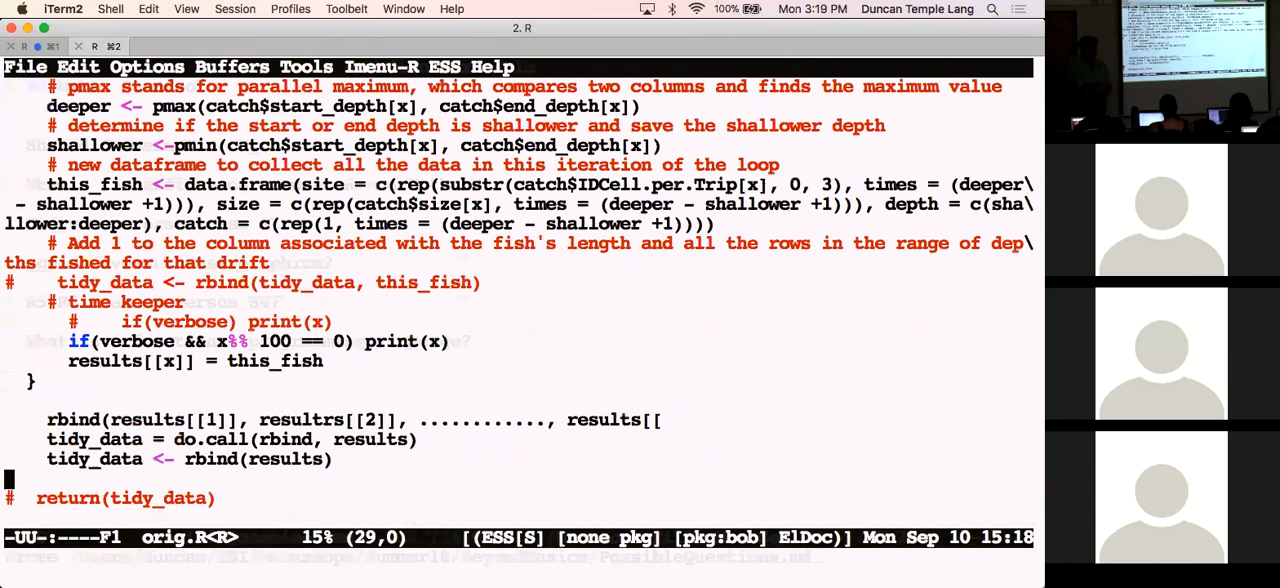 iTerm2 Shell Edit View Session Profiles Toolbelt Window Help 100% Mon 3:19 PM Duncan Temple Lang
2. R
R ⌘1 R ⌘2
File Edit Options Buffers Tools Imenu-R ESS Help
# pmax stands for parallel maximum, which compares two columns and finds the maximum value
deeper <- pmax(catch$start_depth[x], catch$end_depth[x])
# determine if the start or end depth is shallower and save the shallower depth
shallower <-pmin(catch$start_depth[x], catch$end_depth[x])
# new dataframe to collect all the data in this iteration of the loop
this_fish <- data.frame(site = c(rep(substr(catch$IDCell.per.Trip[x], 0, 3), times = (deeper\
- shallower +1))), size = c(rep(catch$size[x], times = (deeper - shallower +1))), depth = c(sha\
llower:deeper), catch = c(rep(1, times = (deeper - shallower +1))))
# Add 1 to the column associated with the fish's length and all the rows in the range of dep\
ths fished for that drift
# tidy_data <- rbind(tidy_data, this_fish)
# time keeper
# if(verbose) print(x)
if(verbose && x%% 100 == 0) print(x)
results[[x]] = this_fish
}
rbind(results[[1]], resultrs[[2]], ............, results[[
tidy_data = do.call(rbind, results)
tidy_data <- rbind(results)
# return(tidy_data)
-UU-:----F1 orig.R<R> 15% (29,0) [(ESS[S] [none pkg] [pkg:bob] ElDoc)] Mon Sep 10 15:18